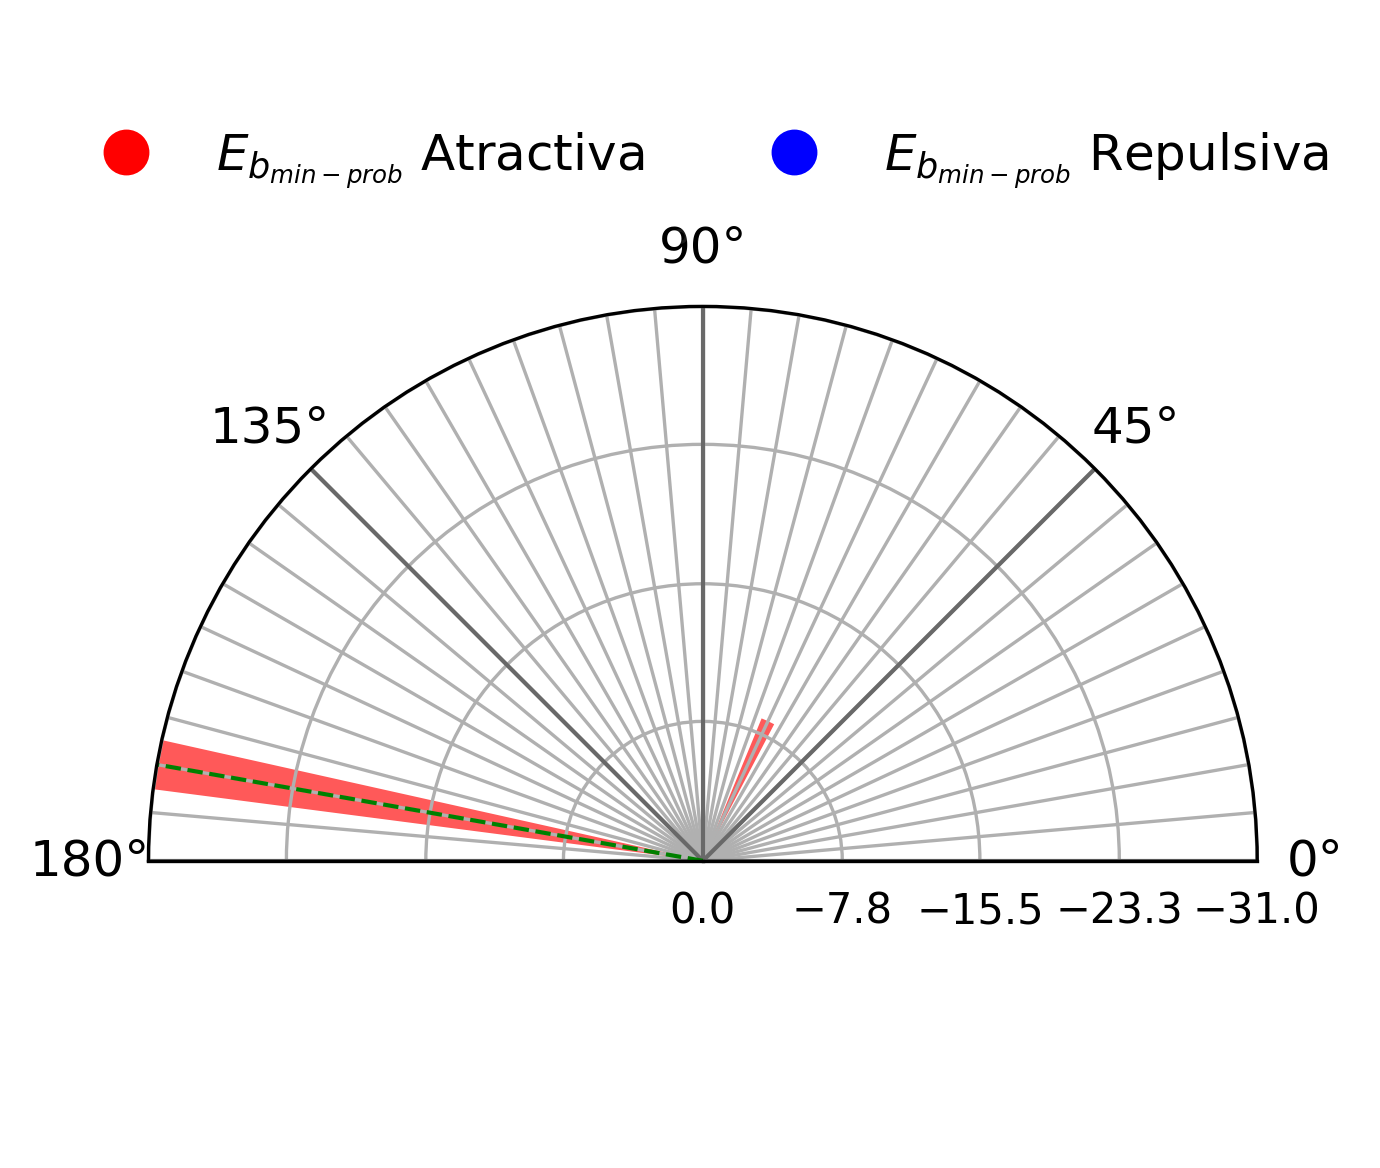 E_{b_{min−prob}} Atractiva E_{b_{min−prob}} Repulsiva
90°
135° 45°
180° 0°
0.0 −7.8 −15.5 −23.3 −31.0